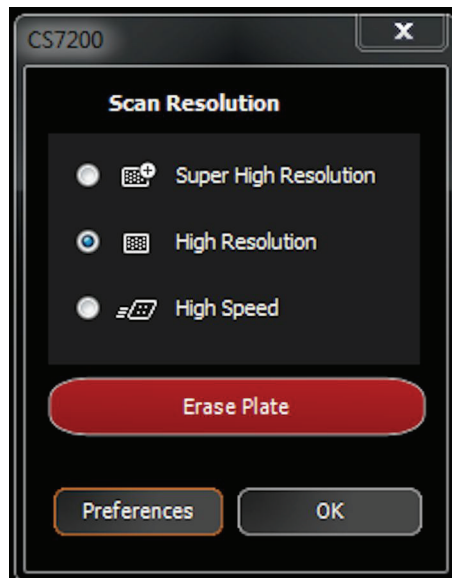 CS7200
X
Scan Resolution
Super High Resolution
High Resolution
High Speed
Erase Plate
Preferences OK